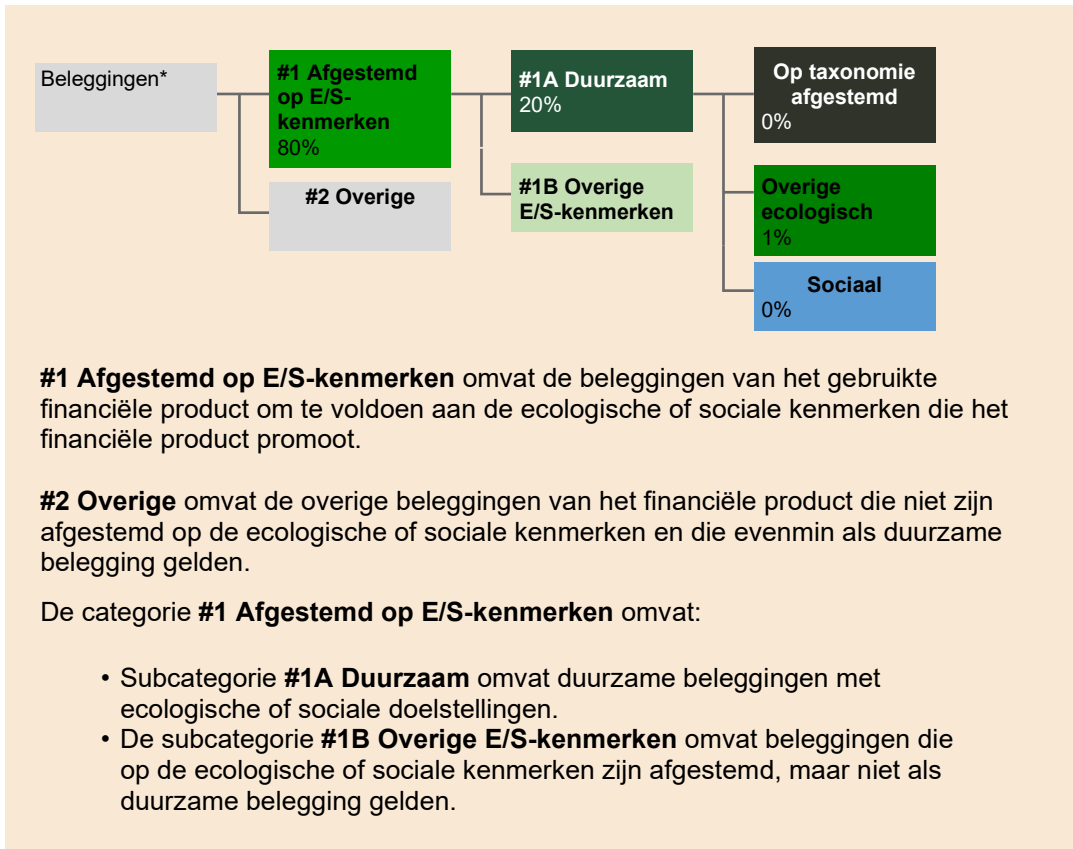 Beleggingen*
#1 Afgestemd
op E/S-
kenmerken
80%
#2 Overige
#1A Duurzaam
20%
#1B Overige
E/S-kenmerken
Op taxonomie
afgestemd
0%
Overige
ecologisch
1%
Sociaal
0%
#1 Afgestemd op E/S-kenmerken omvat de beleggingen van het gebruikte
financiële product om te voldoen aan de ecologische of sociale kenmerken die het
financiële product promoot.
#2 Overige omvat de overige beleggingen van het financiële product die niet zijn
afgestemd op de ecologische of sociale kenmerken en die evenmin als duurzame
belegging gelden.
De categorie #1 Afgestemd op E/S-kenmerken omvat:
• Subcategorie #1A Duurzaam omvat duurzame beleggingen met
ecologische of sociale doelstellingen.
• De subcategorie #1B Overige E/S-kenmerken omvat beleggingen die
op de ecologische of sociale kenmerken zijn afgestemd, maar niet als
duurzame belegging gelden.